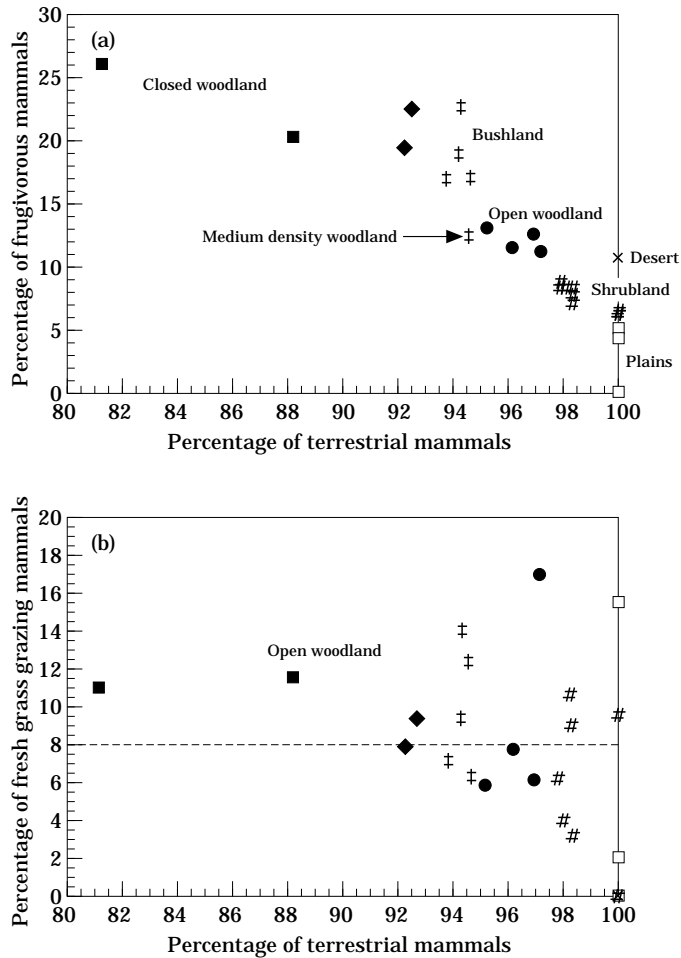 (a)
30
25
20
15
10
5
0
Percentage of frugivorous mammals
Closed woodland
Bushland
Open woodland
Medium density woodland
Desert
Shrubland
Plains
80 82 84 86 88 90 92 94 96 98 100
Percentage of terrestrial mammals
(b)
20
18
16
14
12
10
8
6
4
2
0
Percentage of fresh grass grazing mammals
Open woodland
80 82 84 86 88 90 92 94 96 98 100
Percentage of terrestrial mammals